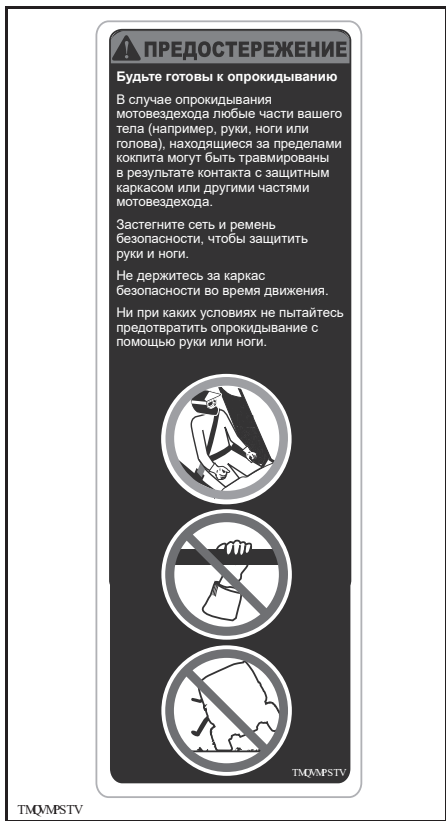 ПРЕДОСТЕРЕЖЕНИЕ
Будьте готовы к опрокидыванию
В случае опрокидывания
мотовездехода любые части вашего
тела (например, руки, ноги или
голова), находящиеся за пределами
кокпита могут быть травмированы
в результате контакта с защитным
каркасом или другими частями
мотовездехода.
Застегните сеть и ремень
безопасности, чтобы защитить
руки и ноги.
Не держитесь за каркас
безопасности во время движения.
Ни при каких условиях не пытайтесь
предотвратить опрокидывание с
помощью руки или ноги.
TMQVMPSTV
TMQVMPSTV